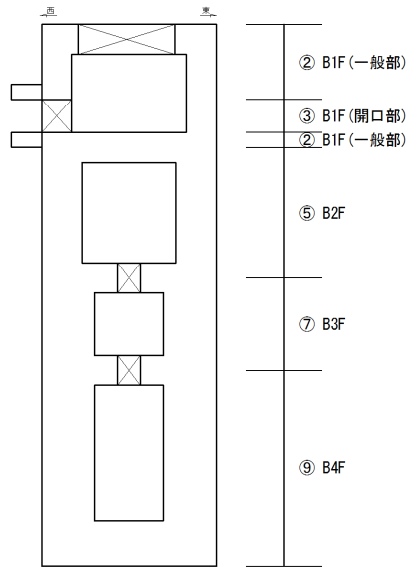 西
東
② B1F(一般部)
③ B1F(開口部)
② B1F(一般部)
⑤ B2F
⑦ B3F
⑨ B4F